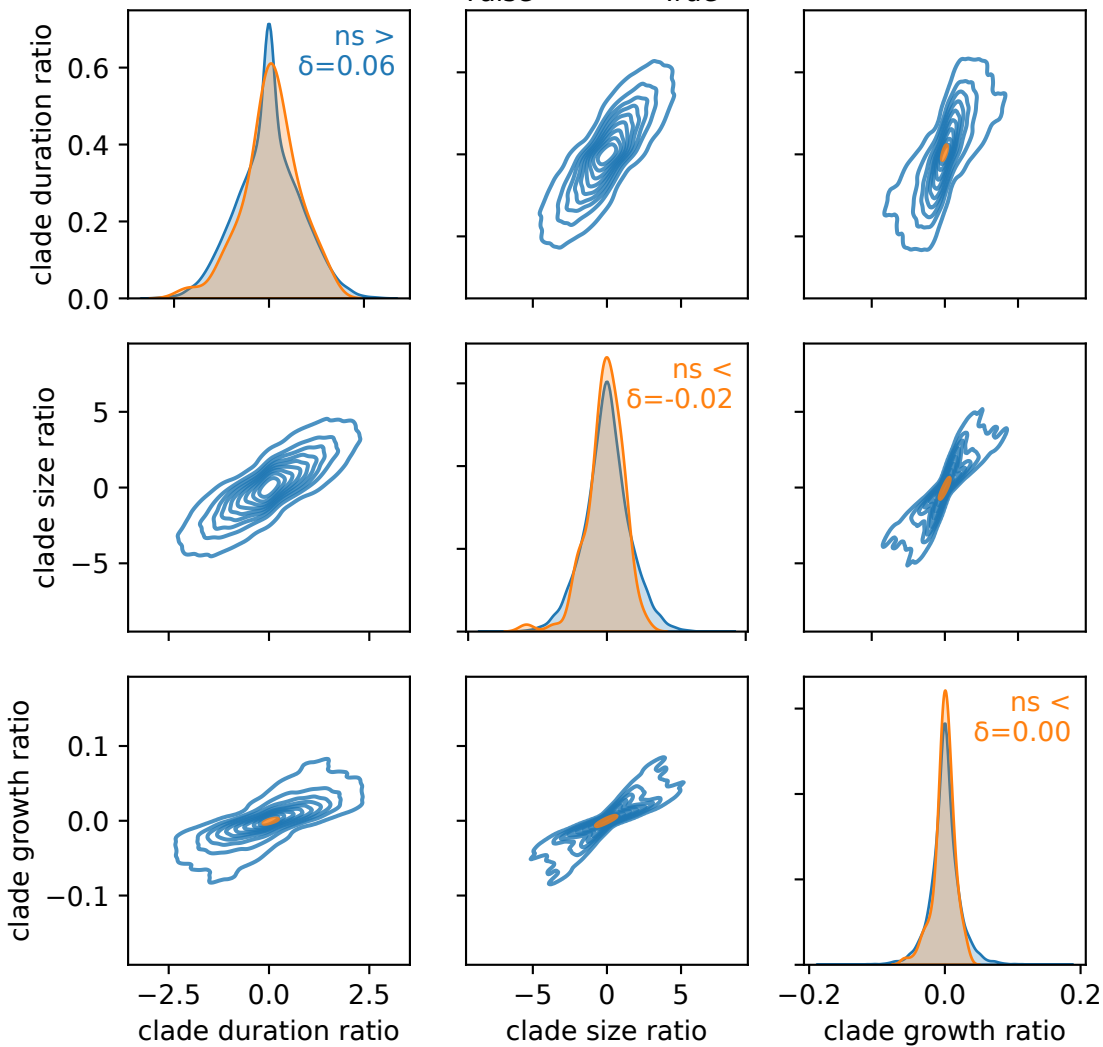 clade duration ratio
0.6
0.4
0.2
0.0
ns >
δ=0.06
clade size ratio
5
0
−5
ns <
δ=-0.02
clade growth ratio
0.1
0.0
−0.1
ns <
δ=0.00
−2.5 0.0 2.5
−5 0 5
−0.2 0.0 0.2
clade duration ratio
clade size ratio
clade growth ratio